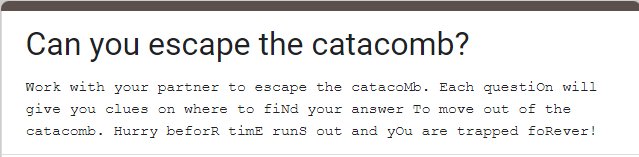 Can you escape the catacomb?
Work with your partner to escape the catacoMb. Each questiOn will
give you clues on where to fiNd your answer To move out of the
catacomb. Hurry beforR timE runS out and yOu are trapped foRever!